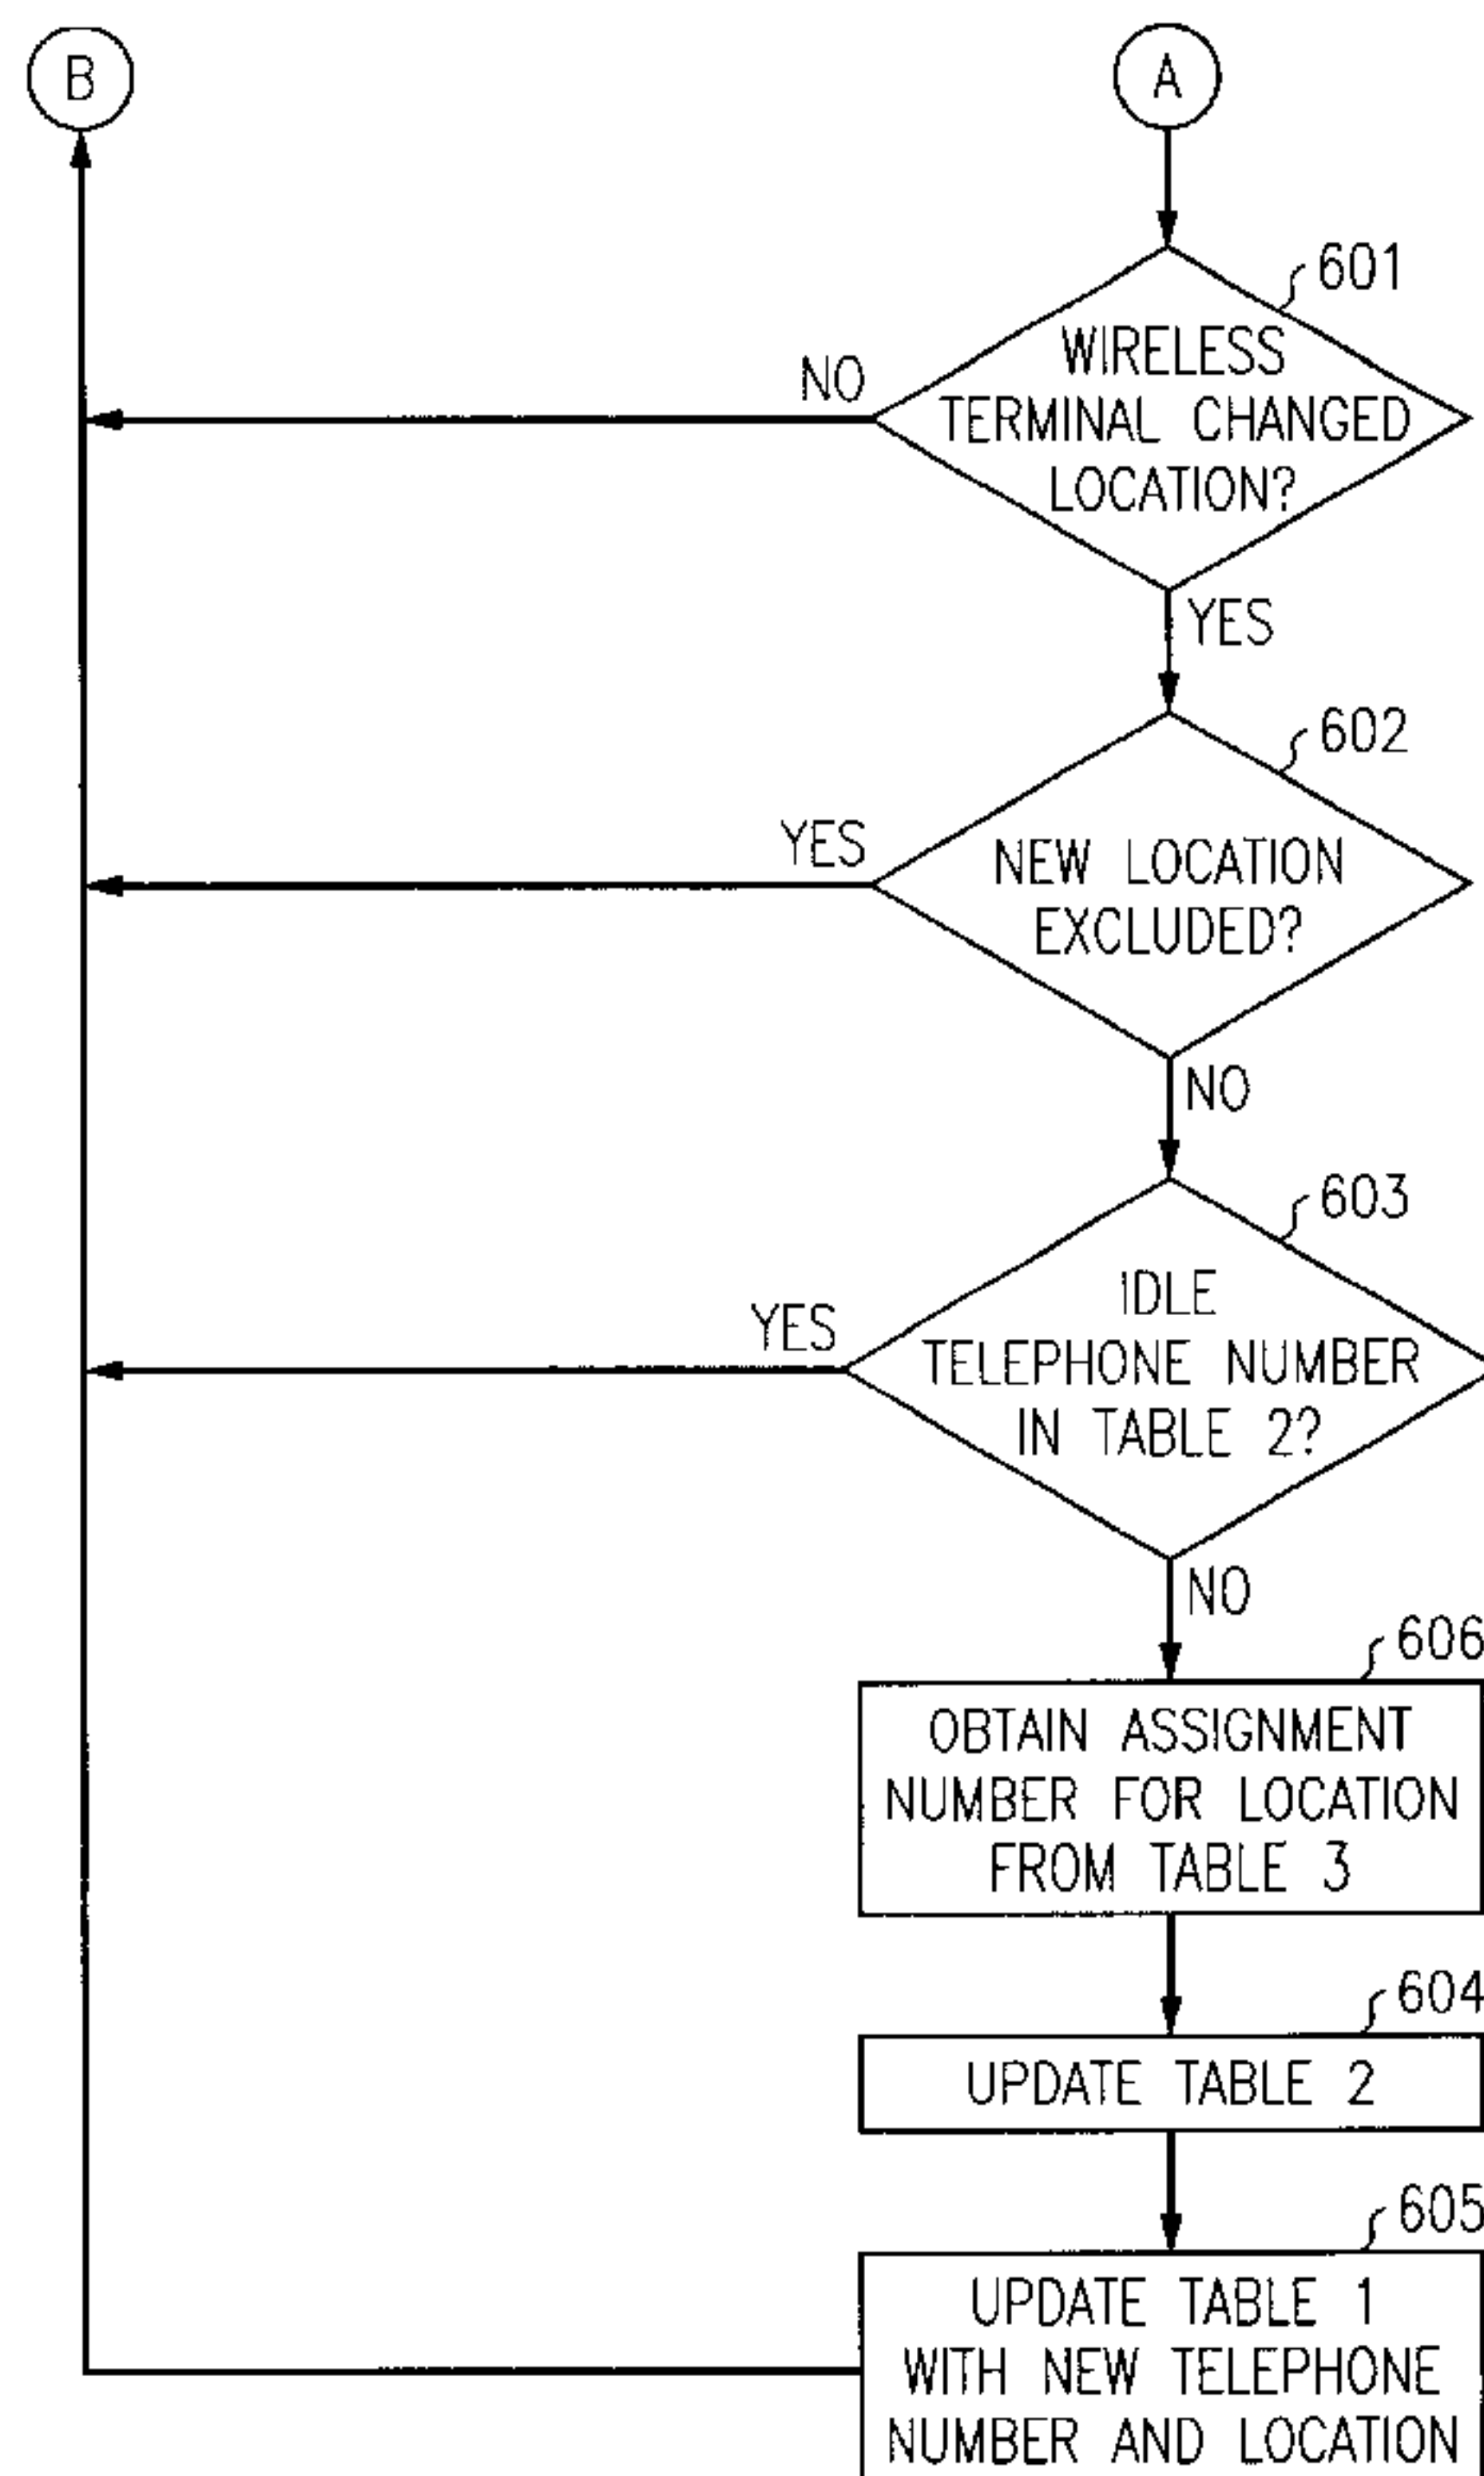 B
A
601
WIRELESS
TERMINAL CHANGED
LOCATION?
NO
YES
602
NEW LOCATION
EXCLUDED?
YES
NO
603
IDLE
TELEPHONE NUMBER
IN TABLE 2?
YES
NO
606
OBTAIN ASSIGNMENT
NUMBER FOR LOCATION
FROM TABLE 3
604
UPDATE TABLE 2
605
UPDATE TABLE 1
WITH NEW TELEPHONE
NUMBER AND LOCATION